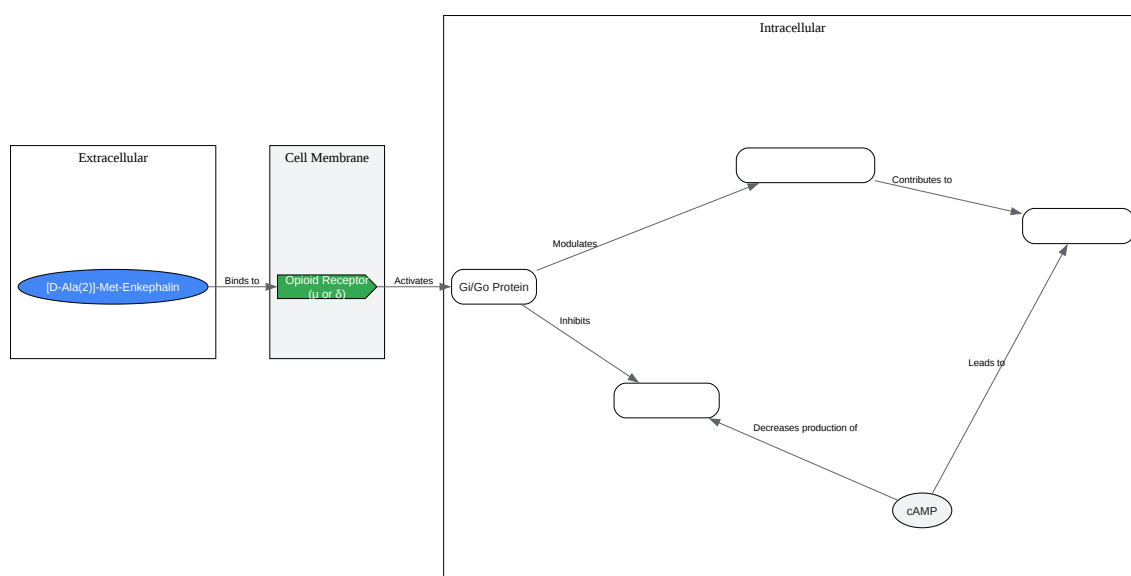 Intracellular
Extracellular
Cell Membrane
Contributes to
Modulates
[D-Ala(2)]-Met-Enkephalin
Binds to
Opioid Receptor
(μ or δ)
Activates
Gi/Go Protein
Inhibits
Leads to
Decreases production of
cAMP